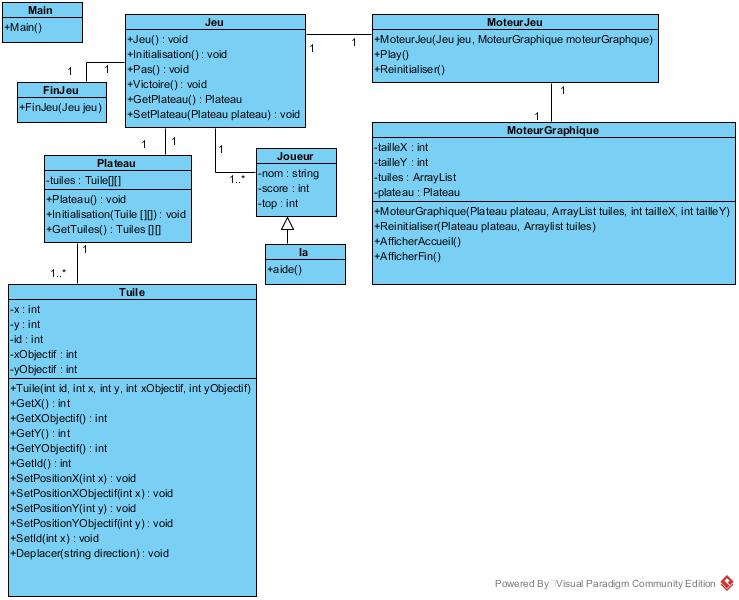 Main
+Main()
Jeu
+Jeu() : void
+Initialisation() : void
+Pas() : void
+Victoire() : void
+GetPlateau() : Plateau
+SetPlateau(Plateau plateau) : void
MoteurJeu
+MoteurJeu(Jeu jeu, MoteurGraphique moteurGraphque)
+Play()
+Reinitialiser()
1
1
1
1
FinJeu
+FinJeu(Jeu jeu)
1
1
MoteurGraphique
-tailleX : int
-tailleY : int
-tuiles : ArrayList
-plateau : Plateau
+MoteurGraphique(Plateau plateau, ArrayList tuiles, int tailleX, int tailleY)
+Reinitialiser(Plateau plateau, Arraylist tuiles)
+AfficherAccueil()
+AfficherFin()
1
1
1
1..*
Plateau
-tuiles : Tuile[][]
+Plateau() : void
+Initialisation(Tuile [][]) : void
+GetTuiles() : Tuiles [][]
Joueur
-nom : string
-score : int
-top : int
Ia
+aide()
1
1..*
Tuile
-x : int
-y : int
-id : int
-xObjectif : int
-yObjectif : int
+Tuile(int id, int x, int y, int xObjectif, int yObjectif)
+GetX() : int
+GetXObjectif() : int
+GetY() : int
+GetYObjectif() : int
+GetId() : int
+SetPositionX(int x) : void
+SetPositionXObjectif(int x) : void
+SetPositionY(int y) : void
+SetPositionYObjectif(int y) : void
+SetId(int x) : void
+Deplacer(string direction) : void
Powered By Visual Paradigm Community Edition